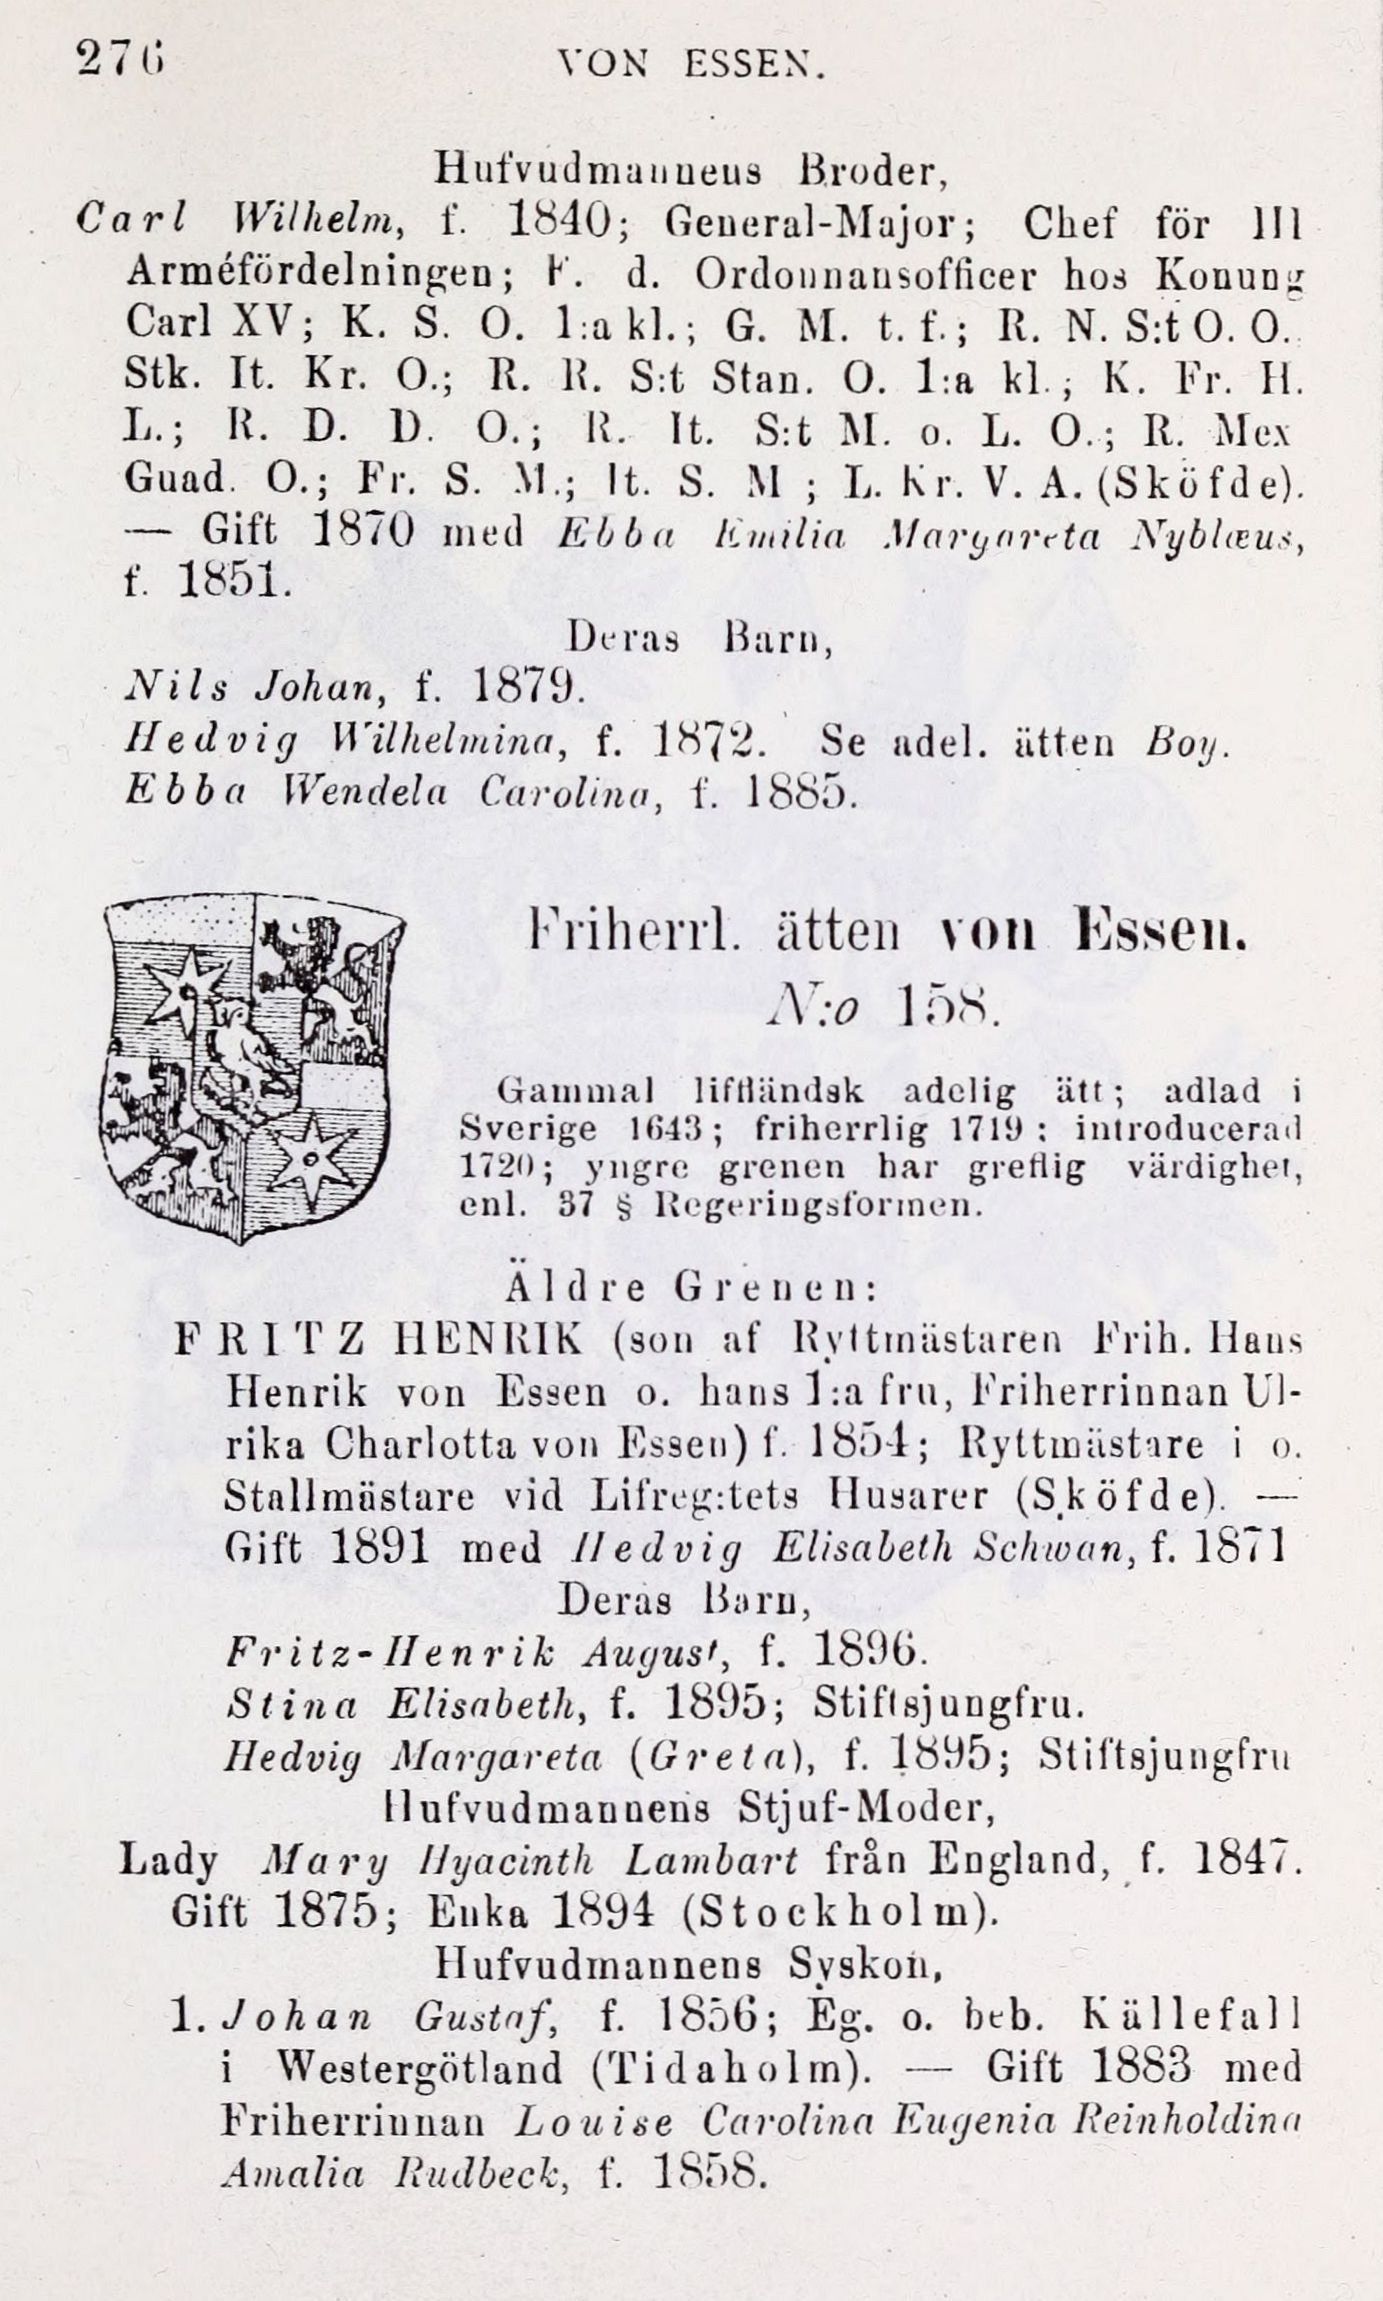 276
VON ESSEN.
Hufvudmannens Broder,
Carl Wilhelm, f. 1840; General-Major; Chef för III
Arméfördelningen; F. d. Ordonnansofficer hos Konung
Carl XV; K. S. O. 1:a kl.; G. M. t. f.; R. N. S:t O. O.
Stk. It. Kr. O.; R. R. S:t Stan. O. 1:a kl.; K. Fr. H.
L.; R. D. D. O.; R. It. S:t M. o. L. O.; R. Mex
Guad. O.; Fr. S. M.; It. S. M ; L. Kr. V. A. (Sköfde).
— Gift 1870 med Ebba Emilia Margareta Nyblæus,
f. 1851.
Deras Barn,
Nils Johan, f. 1879.
Hedvig Wilhelmina, f. 1872. Se adel. ätten Boy.
Ebba Wendela Carolina, f. 1885.
Friherrl. ätten von Essen.
N:o 158.
Gammal lifländsk adelig ätt; adlad i
Sverige 1643; friherrlig 1719; introducerad
1720; yngre grenen har greflig värdighet,
enl. 37 § Regeringsformen.
Äldre Grenen:
FRITZ HENRIK (son af Ryttmästaren Frih. Hans
Henrik von Essen o. hans 1:a fru, Friherrinnan Ul-
rika Charlotta von Essen) f. 1854; Ryttmästare i o.
Stallmästare vid Lifreg:tets Husarer (Sköfde). —
Gift 1891 med Hedvig Elisabeth Schwan, f. 1871
Deras Barn,
Fritz-Henrik August, f. 1896.
Stina Elisabeth, f. 1895; Stiftsjungfru.
Hedvig Margareta (Greta), f. 1895; Stiftsjungfru
Hufvudmannens Stjuf-Moder,
Lady Mary Hyacinth Lambart från England, f. 1847.
Gift 1875; Enka 1894 (Stockholm).
Hufvudmannens Syskon,
1. Johan Gustaf, f. 1856; Eg. o. beb. Källefall
i Westergötland (Tidaholm). — Gift 1883 med
Friherrinnan Louise Carolina Eugenia Reinholdina
Amalia Rudbeck, f. 1858.